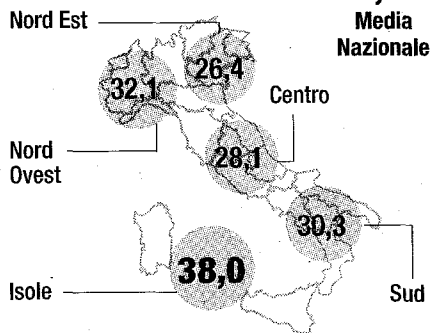 Nord Est
Media
Nazionale
26,4
32,1
Centro
Nord
Ovest
28,1
30,3
38,0
Isole
Sud